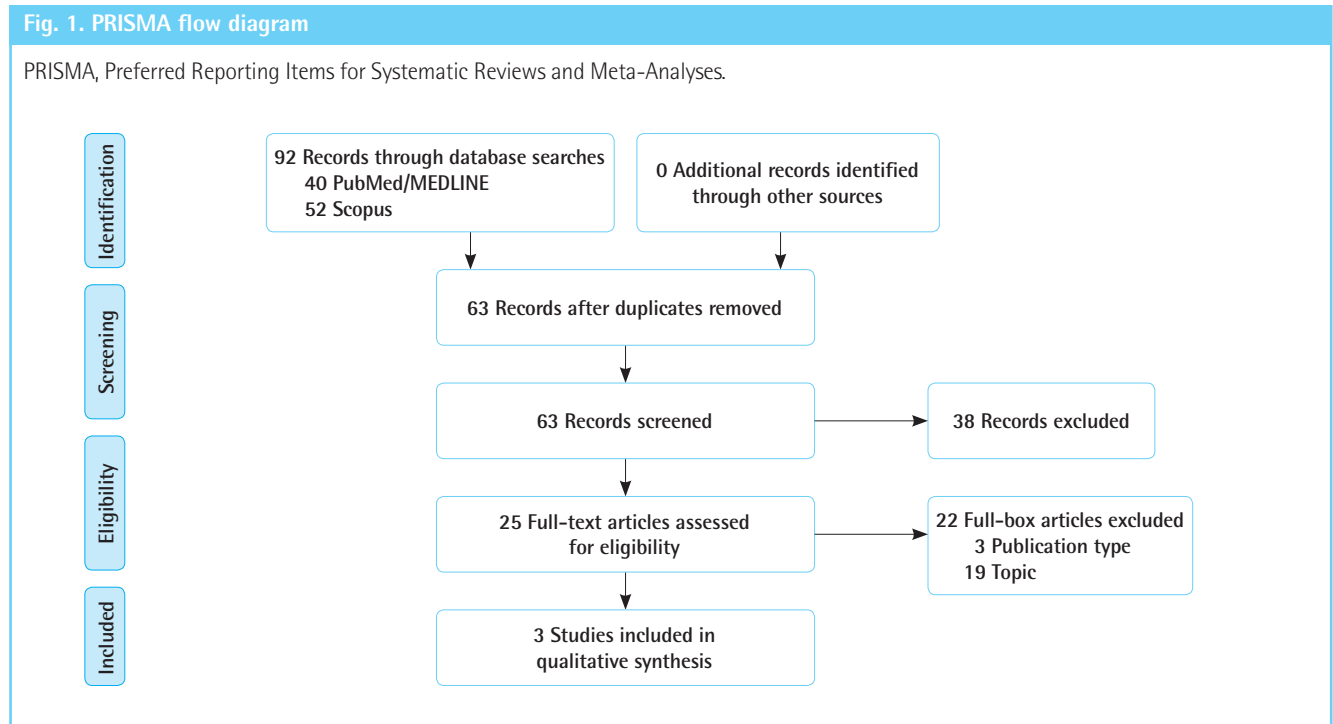 Fig. 1. PRISMA flow diagram
PRISMA, Preferred Reporting Items for Systematic Reviews and Meta-Analyses.
Identification
92 Records through database searches
40 PubMed/MEDLINE
52 Scopus
0 Additional records identified
through other sources
Screening
63 Records after duplicates removed
63 Records screened
38 Records excluded
Eligibility
25 Full-text articles assessed
for eligibility
22 Full-box articles excluded
3 Publication type
19 Topic
Included
3 Studies included in
qualitative synthesis